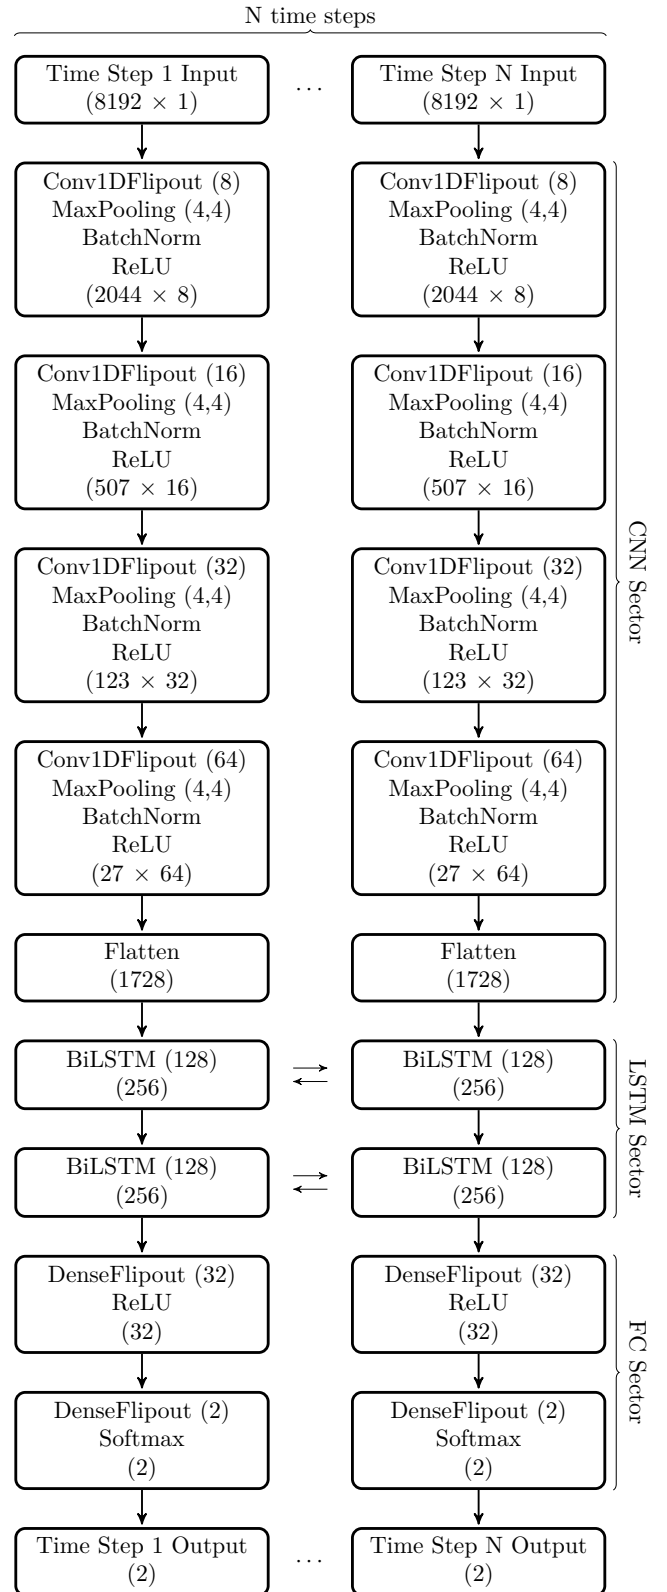 N time steps
Time Step 1 Input
(8192 × 1)
...
Time Step N Input
(8192 × 1)
Conv1DFlipout (8)
MaxPooling (4,4)
BatchNorm
ReLU
(2044 × 8)
Conv1DFlipout (8)
MaxPooling (4,4)
BatchNorm
ReLU
(2044 × 8)
Conv1DFlipout (16)
MaxPooling (4,4)
BatchNorm
ReLU
(507 × 16)
Conv1DFlipout (16)
MaxPooling (4,4)
BatchNorm
ReLU
(507 × 16)
Conv1DFlipout (32)
MaxPooling (4,4)
BatchNorm
ReLU
(123 × 32)
Conv1DFlipout (32)
MaxPooling (4,4)
BatchNorm
ReLU
(123 × 32)
Conv1DFlipout (64)
MaxPooling (4,4)
BatchNorm
ReLU
(27 × 64)
Conv1DFlipout (64)
MaxPooling (4,4)
BatchNorm
ReLU
(27 × 64)
Flatten
(1728)
Flatten
(1728)
CNN Sector
BiLSTM (128)
(256)
BiLSTM (128)
(256)
BiLSTM (128)
(256)
BiLSTM (128)
(256)
LSTM Sector
DenseFlipout (32)
ReLU
(32)
DenseFlipout (32)
ReLU
(32)
DenseFlipout (2)
Softmax
(2)
DenseFlipout (2)
Softmax
(2)
FC Sector
Time Step 1 Output
(2)
...
Time Step N Output
(2)